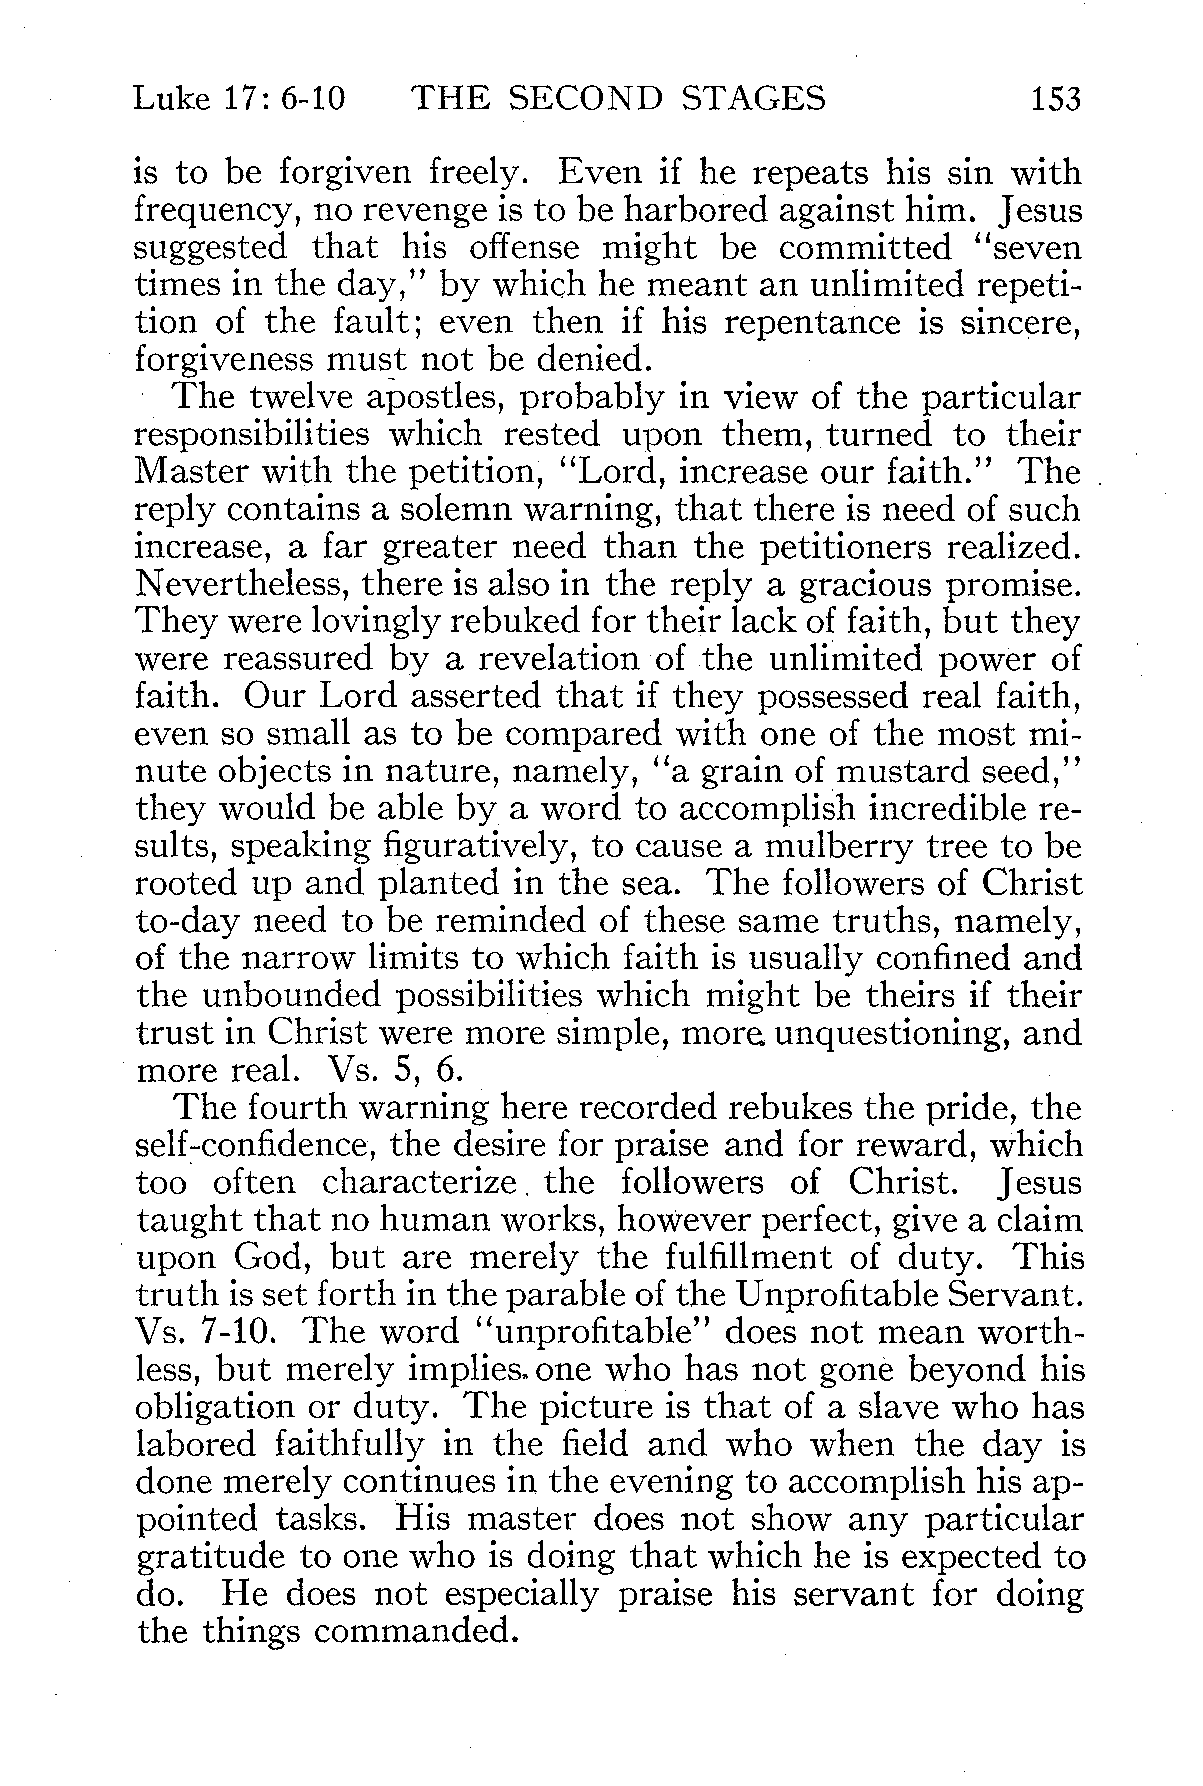 Luke 17: 6-10 THE SECOND STAGES 153
is to be forgiven freely. Even if he repeats his sin with
frequency, no revenge is to be harbored against him. Jesus
suggested that his offense might be committed “seven
times in the day,” by which he meant an unlimited repeti-
tion of the fault; even then if his repentance is sincere,
forgiveness must not be denied.
The twelve apostles, probably in view of the particular
responsibilities which rested upon them, turned to their
Master with the petition, “Lord, increase our faith.” The
reply contains a solemn warning, that there is need of such
increase, a far greater need than the petitioners realized.
Nevertheless, there is also in the reply a gracious promise.
They were lovingly rebuked for their lack of faith, but they
were reassured by a revelation of the unlimited power of
faith. Our Lord asserted that if they possessed real faith,
even so small as to be compared with one of the most mi-
nute objects in nature, namely, “a grain of mustard seed,”
they would be able by a word to accomplish incredible re-
sults, speaking figuratively, to cause a mulberry tree to be
rooted up and planted in the sea. The followers of Christ
to-day need to be reminded of these same truths, namely,
of the narrow limits to which faith is usually confined and
the unbounded possibilities which might be theirs if their
trust in Christ were more simple, more unquestioning, and
more real. Vs. 5, 6.
The fourth warning here recorded rebukes the pride, the
self-confidence, the desire for praise and for reward, which
too often characterize the followers of Christ. Jesus
taught that no human works, however perfect, give a claim
upon God, but are merely the fulfillment of duty. This
truth is set forth in the parable of the Unprofitable Servant.
Vs. 7-10. The word “unprofitable” does not mean worth-
less, but merely implies one who has not gone beyond his
obligation or duty. The picture is that of a slave who has
labored faithfully in the field and who when the day is
done merely continues in the evening to accomplish his ap-
pointed tasks. His master does not show any particular
gratitude to one who is doing that which he is expected to
do. He does not especially praise his servant for doing
the things commanded.